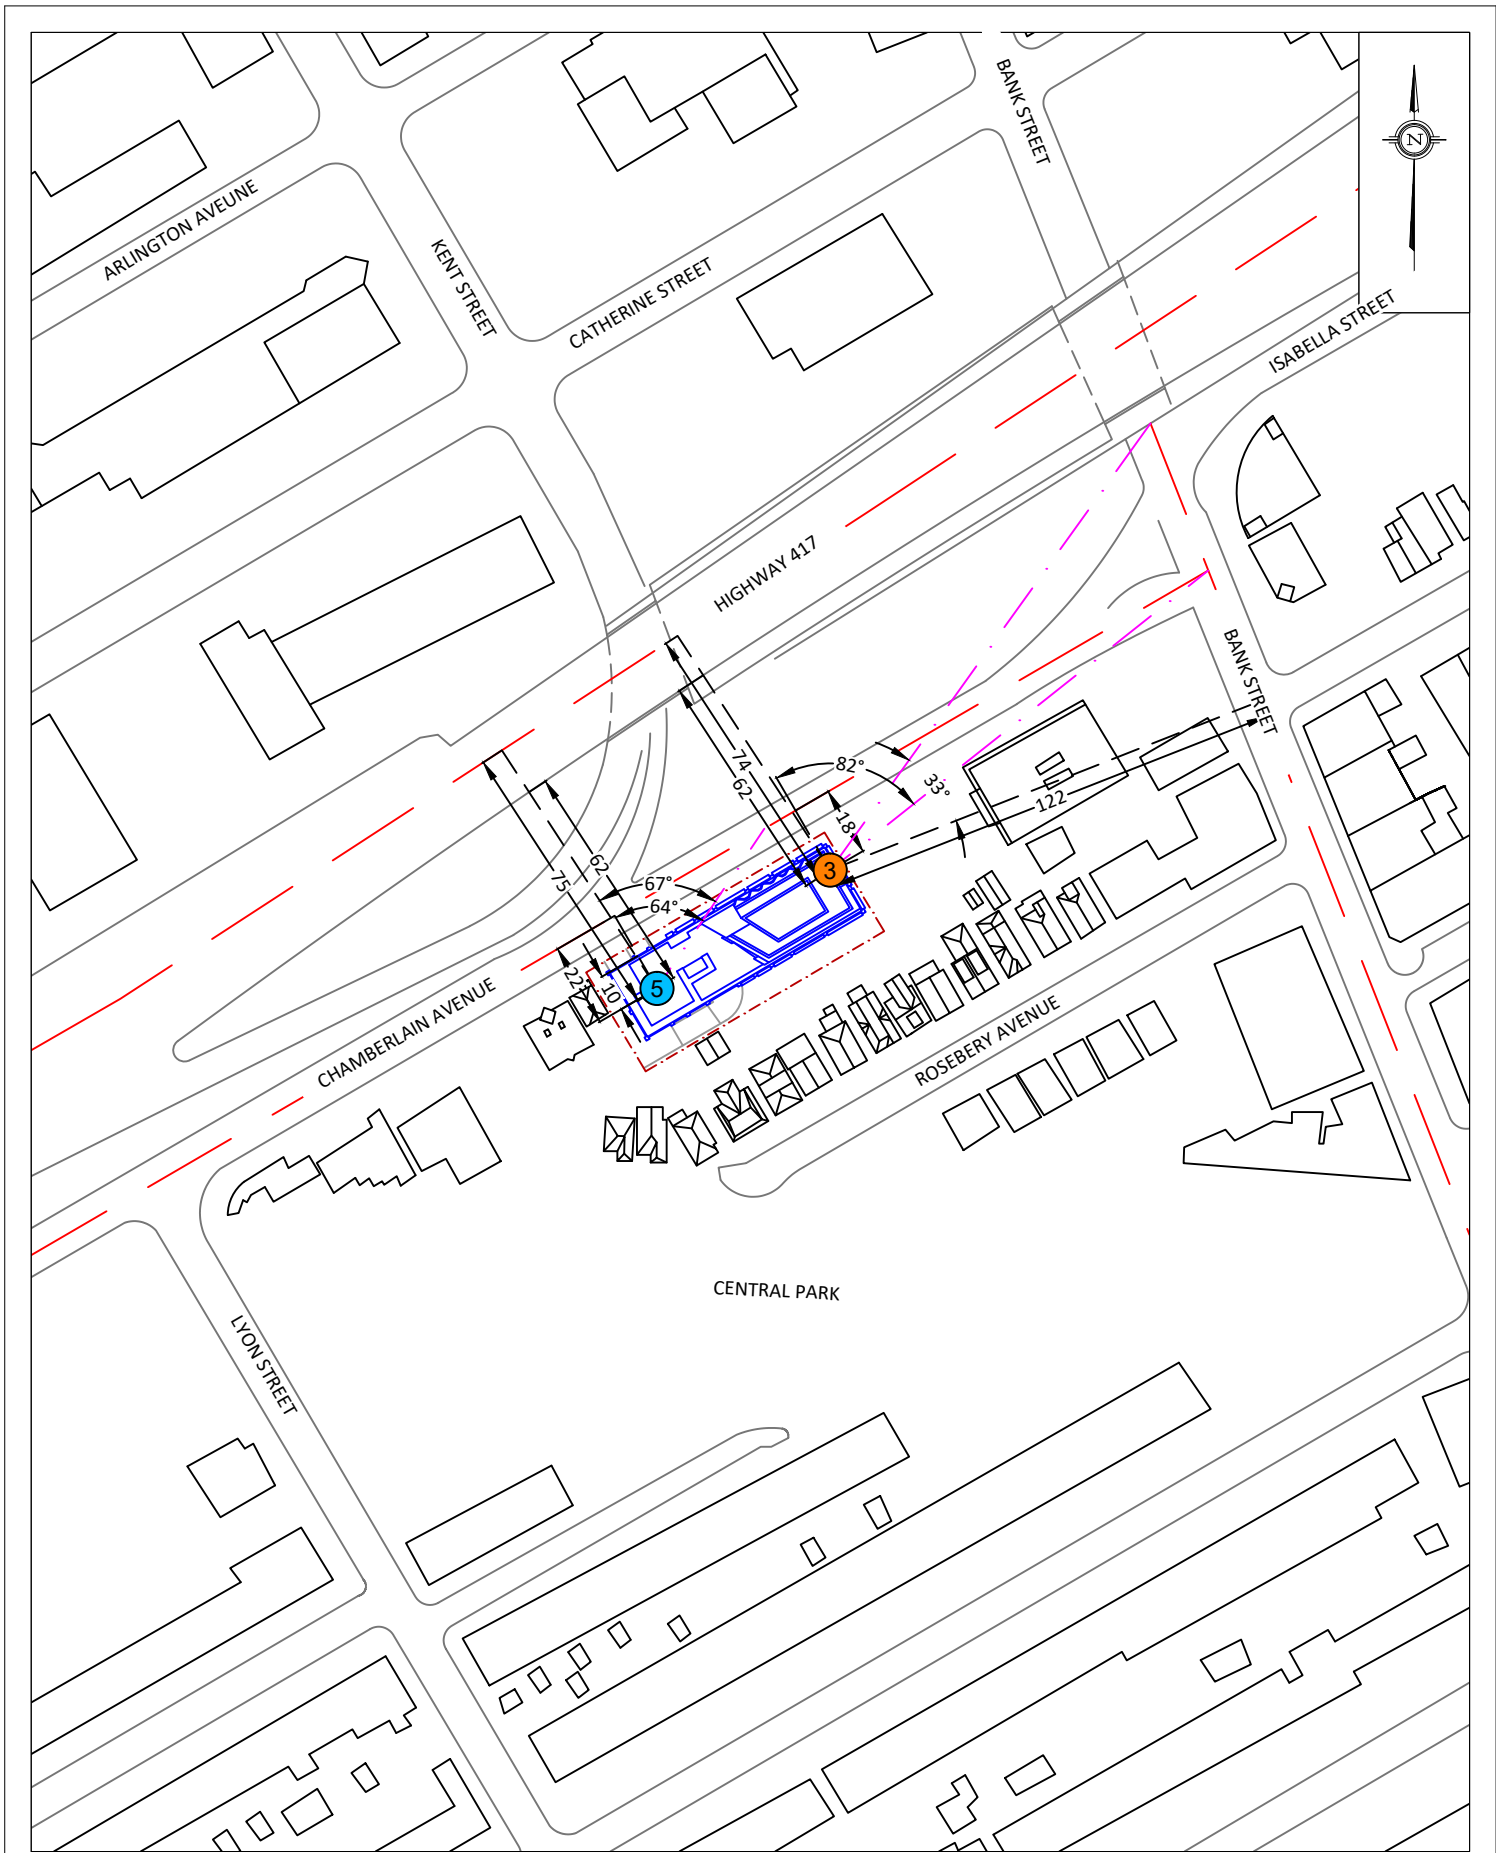 BANK STREET
N
ARLINGTON AVEUNE
KENT STREET
CATHERINE STREET
ISABELLA STREET
HIGHWAY 417
BANK STREET
74
62
82°
33°
122
18
62
75
67°
64°
22
10
3
5
CHAMBERLAIN AVENUE
ROSEBERY AVENUE
CENTRAL PARK
LYON STREET